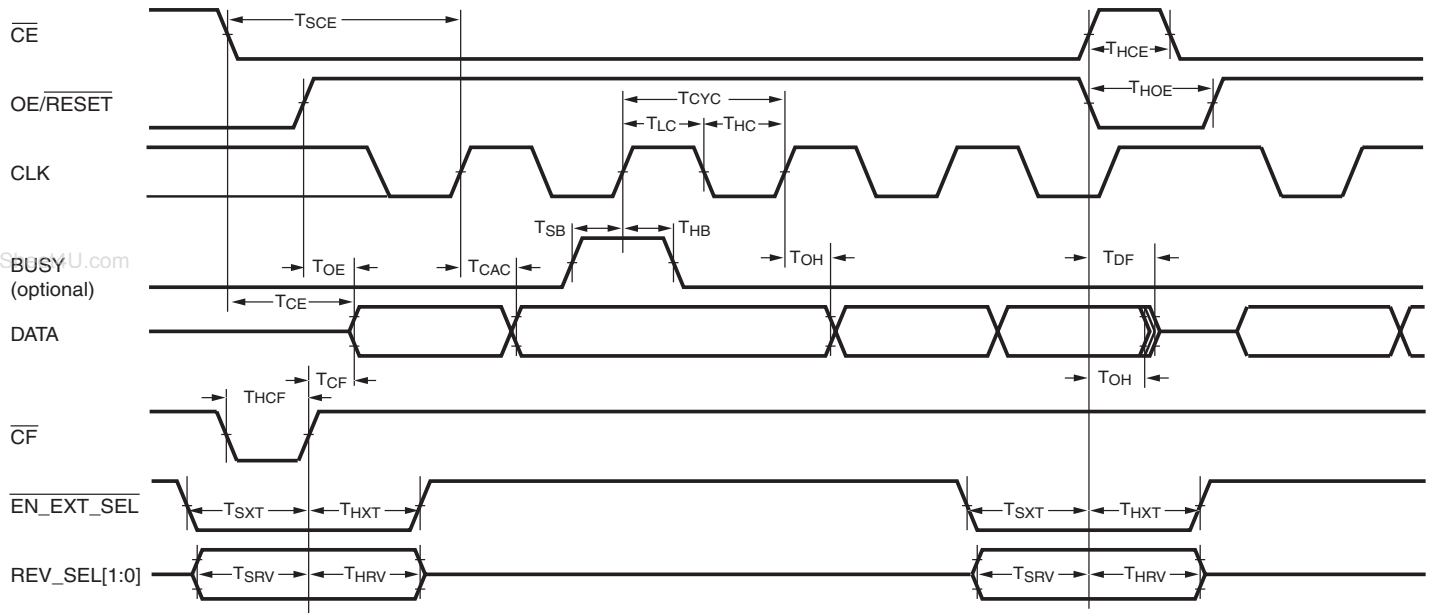 CE
TSCE
THCE
OE/RESET
THOE
TCYC
TLC
THC
CLK
TSB
THB
BUSY
(optional)
TOE
TCAC
TOH
TDF
TCE
DATA
TCF
TOH
THCF
CF
EN_EXT_SEL
TSXT
THXT
TSXT
THXT
REV_SEL[1:0]
TSRV
THRV
TSRV
THRV